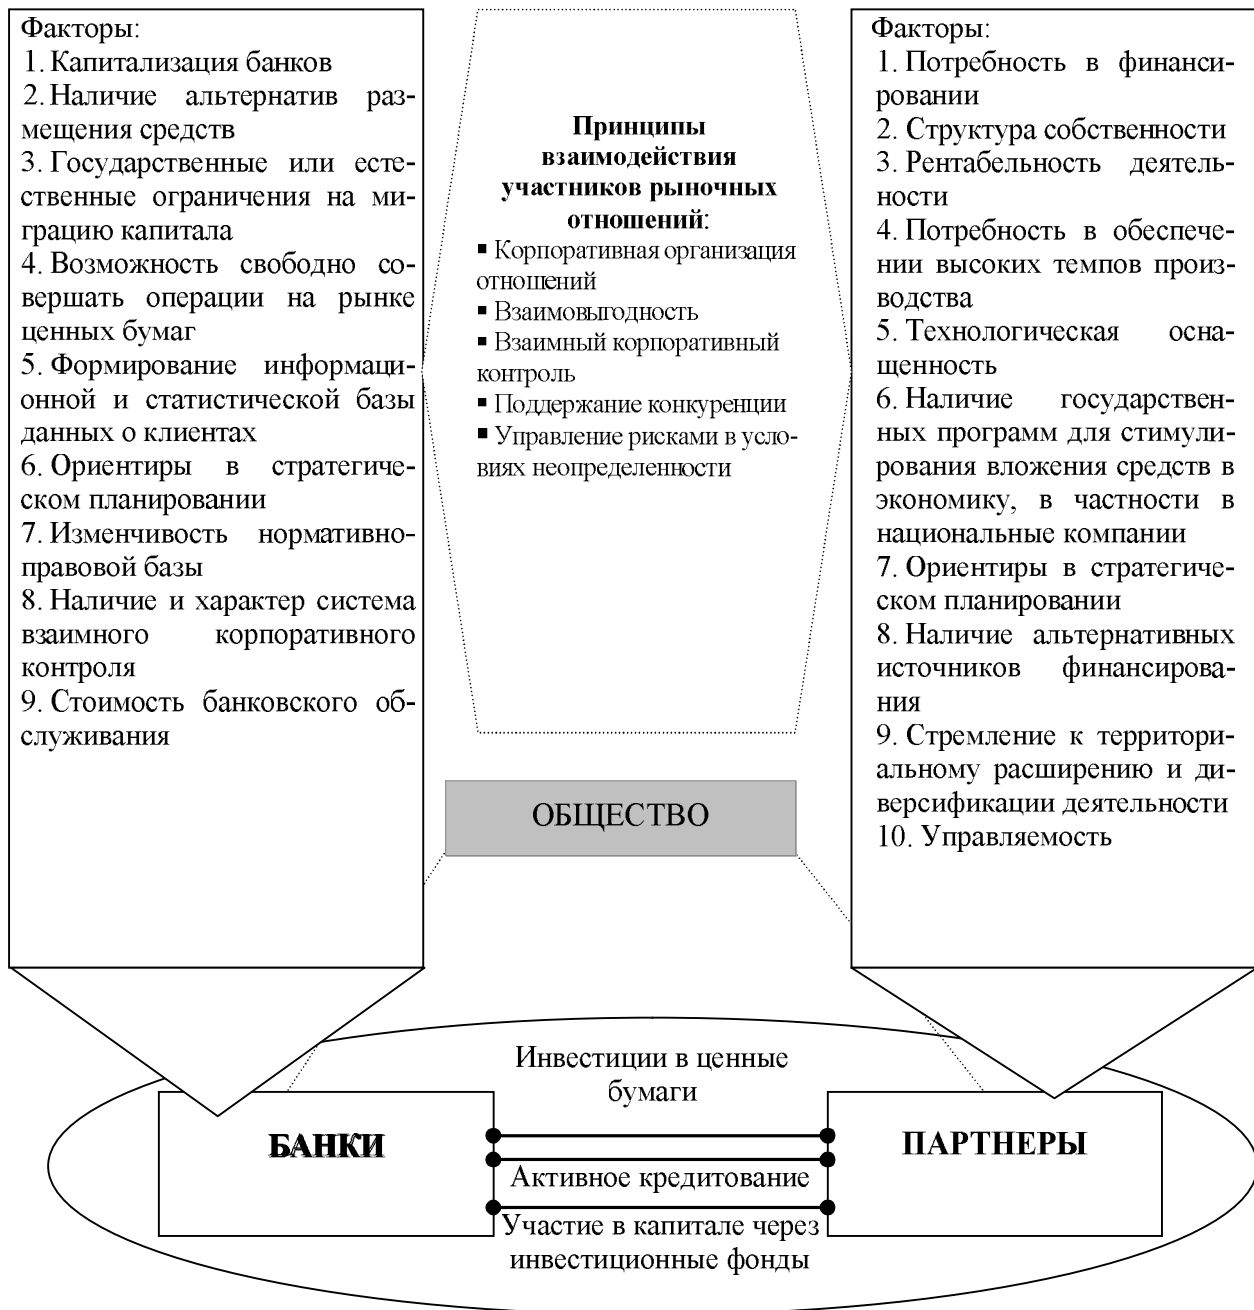 Факторы:
1. Капитализация банков
2. Наличие альтернатив раз-
мещения средств
3. Государственные или есте-
ственные ограничения на ми-
грацию капитала
4. Возможность свободно со-
вершать операции на рынке
ценных бумаг
5. Формирование информаци-
онной и статистической базы
данных о клиентах
6. Ориентиры в стратегиче-
ском планировании
7. Изменчивость нормативно-
правовой базы
8. Наличие и характер система
взаимного корпоративного
контроля
9. Стоимость банковского об-
служивания
Принципы
взаимодействия
участников рыночных
отношений:
▪ Корпоративная организация
отношений
▪ Взаимовыгодность
▪ Взаимный корпоративный
контроль
▪ Поддержание конкуренции
▪ Управление рисками в усло-
виях неопределенности
Факторы:
1. Потребность в финанси-
ровании
2. Структура собственности
3. Рентабельность деятель-
ности
4. Потребность в обеспече-
нии высоких темпов произ-
водства
5. Технологическая осна-
щенность
6. Наличие государствен-
ных программ для стимули-
рования вложения средств в
экономику, в частности в
национальные компании
7. Ориентиры в стратегиче-
ском планировании
8. Наличие альтернативных
источников финансирова-
ния
9. Стремление к территори-
альному расширению и ди-
версификации деятельности
10. Управляемость
ОБЩЕСТВО
Инвестиции в ценные
бумаги
БАНКИ
ПАРТНЕРЫ
Активное кредитование
Участие в капитале через
инвестиционные фонды